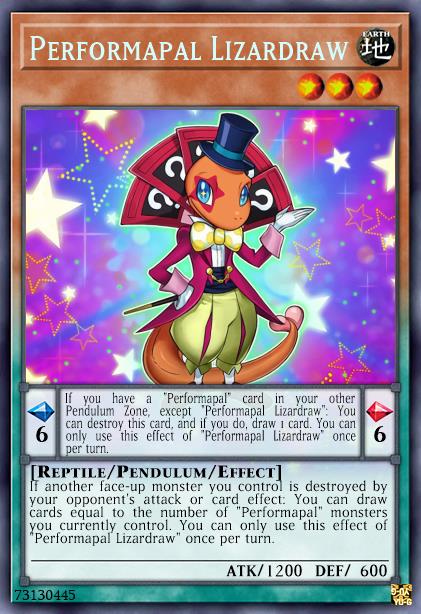 PERFORMAPAL LIZARDRAW
EARTH
地
? ? ?
If you have a "Performapal" card in your other
Pendulum Zone, except "Performapal Lizardraw": You
can destroy this card, and if you do, draw 1 card. You can
only use this effect of "Performapal Lizardraw" once
per turn.
6
6
[REPTILE/PENDULUM/EFFECT]
If another face-up monster you control is destroyed by
your opponent's attack or card effect: You can draw
cards equal to the number of "Performapal" monsters
you currently control. You can only use this effect of
"Performapal Lizardraw" once per turn.
ATK/1200 DEF/ 600
73130445